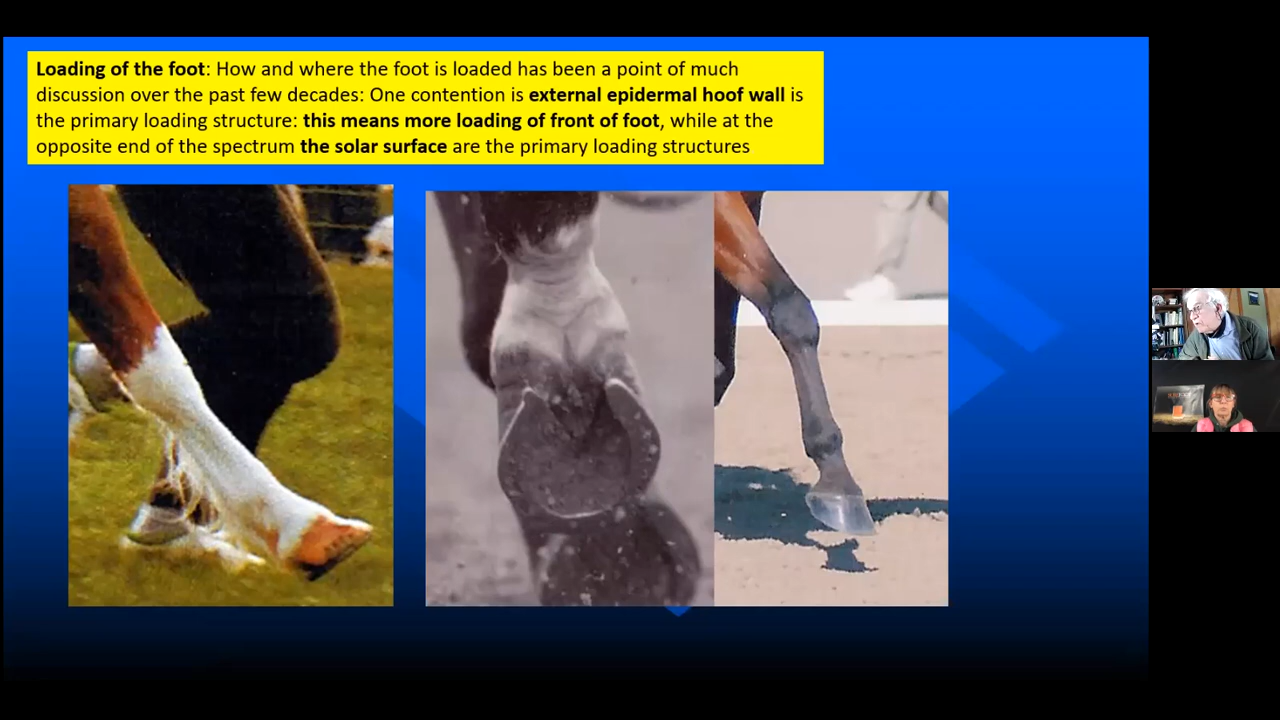 Loading of the foot: How and where the foot is loaded has been a point of much
discussion over the past few decades: One contention is external epidermal hoof wall is
the primary loading structure: this means more loading of front of foot, while at the
opposite end of the spectrum the solar surface are the primary loading structures